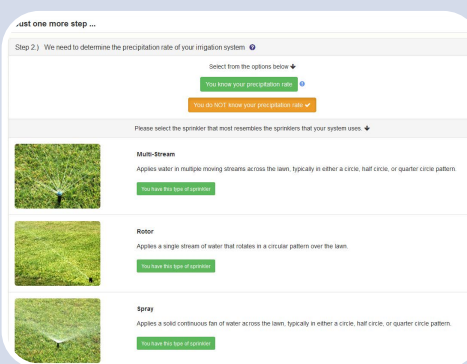 Just one more step ...
Step 2.) We need to determine the precipitation rate of your irrigation system
Select from the options below
You know your precipitation rate
You do NOT know your precipitation rate
Please select the sprinkler that most resembles the sprinklers that your system uses.
Multi-Stream
Applies water in multiple moving streams across the lawn, typically in either a circle, half circle, or quarter circle pattern.
You have this type of sprinkler
Rotor
Applies a single stream of water that rotates in a circular pattern over the lawn.
You have this type of sprinkler
Spray
Applies a solid continuous fan of water across the lawn, typically in either a circle, half circle, or quarter circle pattern.
You have this type of sprinkler